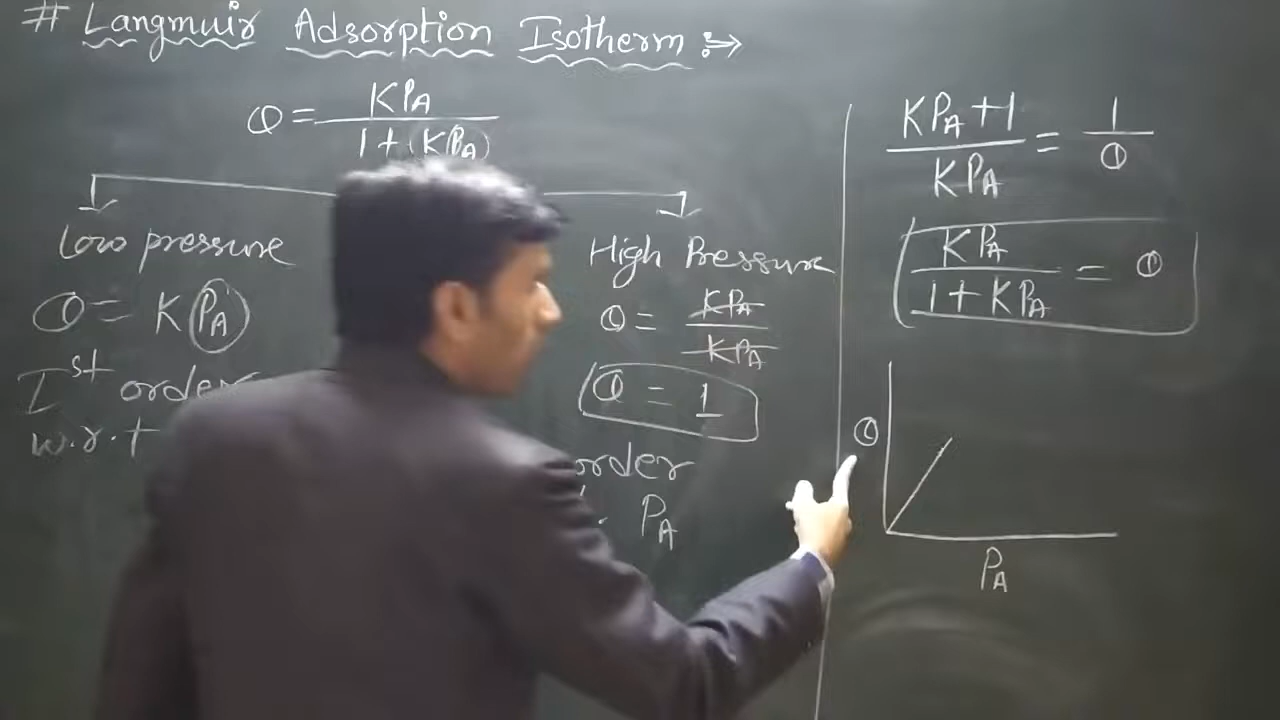 # Langmuir Adsorption Isotherm :→
θ = KPA / 1 + (KPA)
Low pressure
θ = K PA
Ist order
w.r.t
High Pressure
θ = KPA / KPA
θ = 1
order
PA
KPA + 1 / KPA = 1 / θ
KPA / 1 + KPA = θ
θ
PA